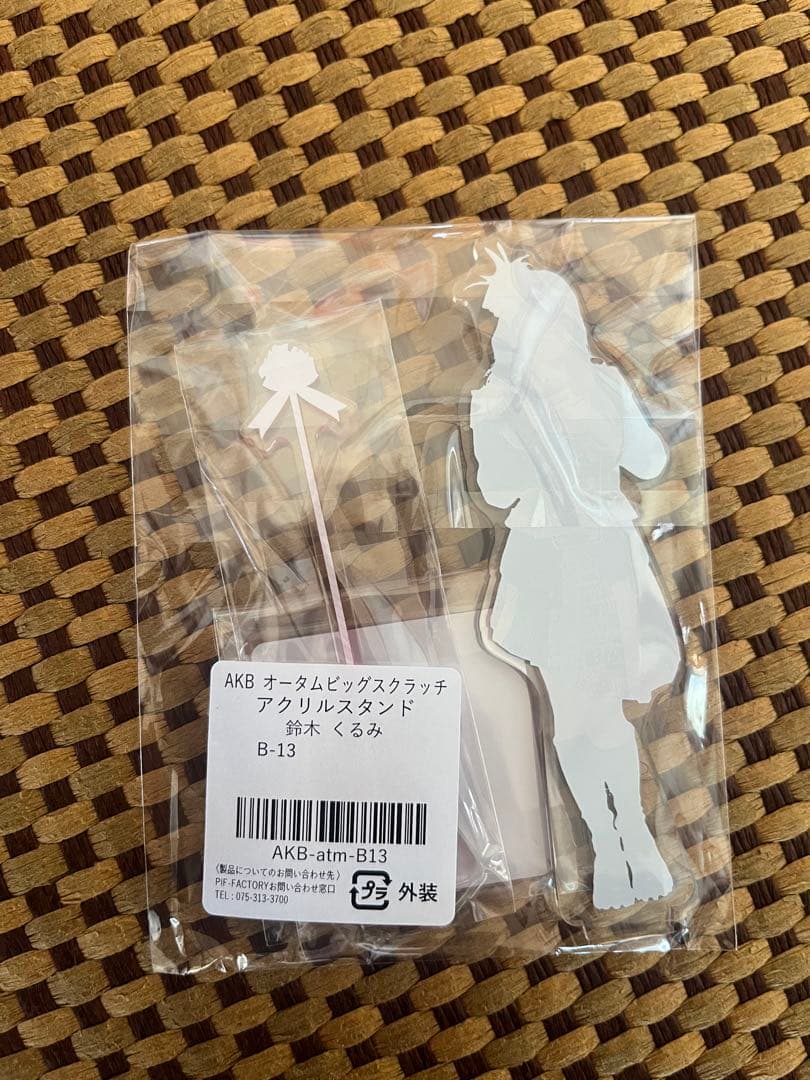 AKB オータムビッグスクラッチ
アクリルスタンド
鈴木 くるみ
B-13
AKB-atm-B13
〈製品についてのお問い合わせ先〉
PIF-FACTORYお問い合わせ窓口
TEL : 075-313-3700
プラ 外装